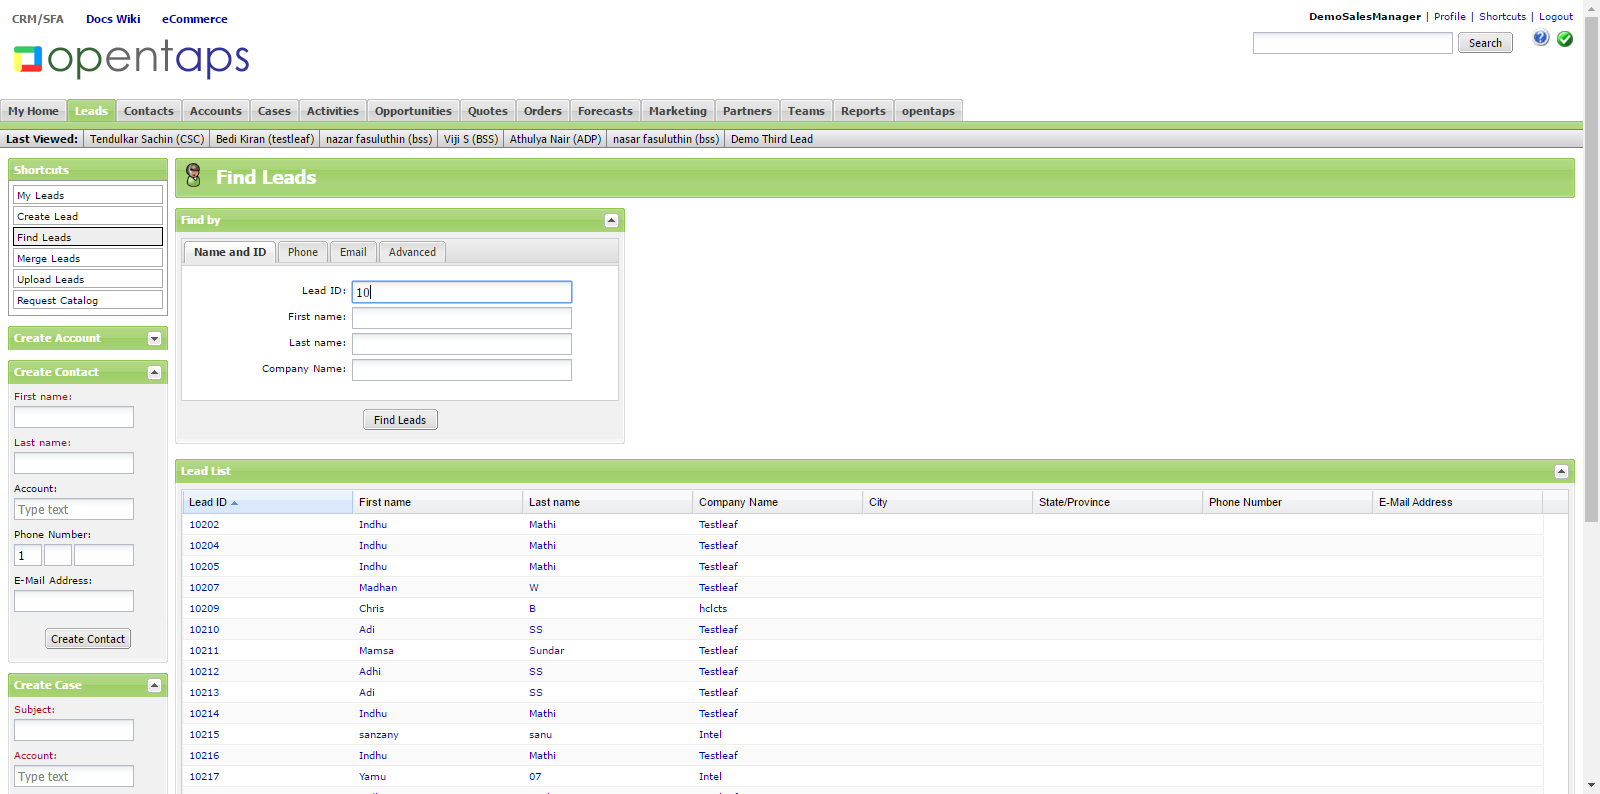 CRM/SFA Docs Wiki eCommerce
DemoSalesManager | Profile | Shortcuts | Logout
opentaps
Search
My Home Leads Contacts Accounts Cases Activities Opportunities Quotes Orders Forecasts Marketing Partners Teams Reports opentaps
Last Viewed: Tendulkar Sachin (CSC) Bedi Kiran (testleaf) nazar fasuluthin (bss) Viji S (BSS) Athulya Nair (ADP) nasar fasuluthin (bss) Demo Third Lead
Shortcuts
My Leads
Create Lead
Find Leads
Merge Leads
Upload Leads
Request Catalog
Create Account
Create Contact
First name:
Last name:
Account:
Type text
Phone Number:
1
E-Mail Address:
Create Contact
Create Case
Subject:
Account:
Type text
Find Leads
Find by
Name and ID Phone Email Advanced
Lead ID: 10
First name:
Last name:
Company Name:
Find Leads
Lead List
Lead ID First name Last name Company Name City State/Province Phone Number E-Mail Address
10202 Indhu Mathi Testleaf
10204 Indhu Mathi Testleaf
10205 Indhu Mathi Testleaf
10207 Madhan W Testleaf
10209 Chris B hclcts
10210 Adi SS Testleaf
10211 Mamsa Sundar Testleaf
10212 Adhi SS Testleaf
10213 Adi SS Testleaf
10214 Indhu Mathi Testleaf
10215 sanzany sanu Intel
10216 Indhu Mathi Testleaf
10217 Yamu 07 Intel